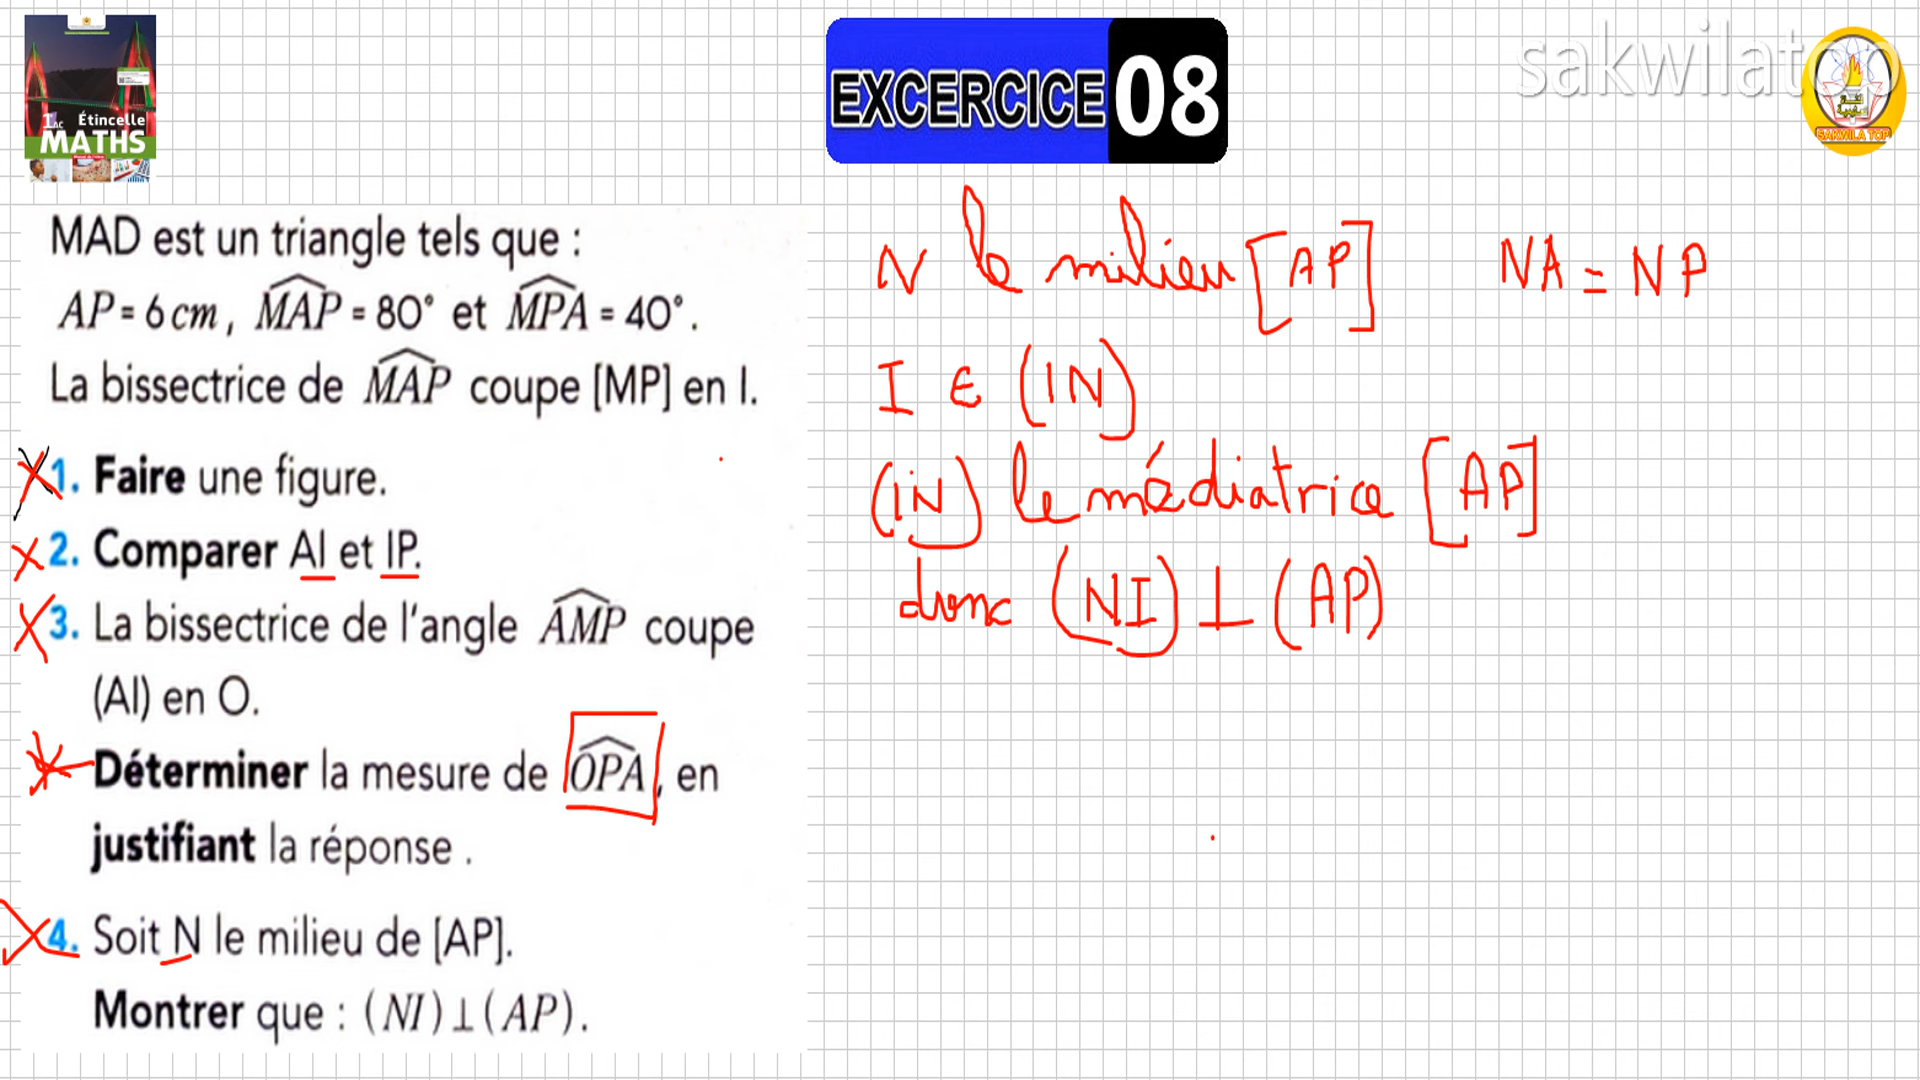 1AC Étincelle
MATHS
EXCERCICE 08
sakwilatop
SAKWILA TOP
MAD est un triangle tels que :
AP = 6 cm, MAP = 80° et MPA = 40°.
La bissectrice de MAP coupe [MP] en I.
1. Faire une figure.
2. Comparer AI et IP.
3. La bissectrice de l'angle AMP coupe
(AI) en O.
Déterminer la mesure de OPA, en
justifiant la réponse .
4. Soit N le milieu de [AP].
Montrer que : (NI) ⊥ (AP).
N le milieu [AP] NA = NP
I ∈ (IN)
(IN) le médiatrice [AP]
donc (NI) ⊥ (AP)